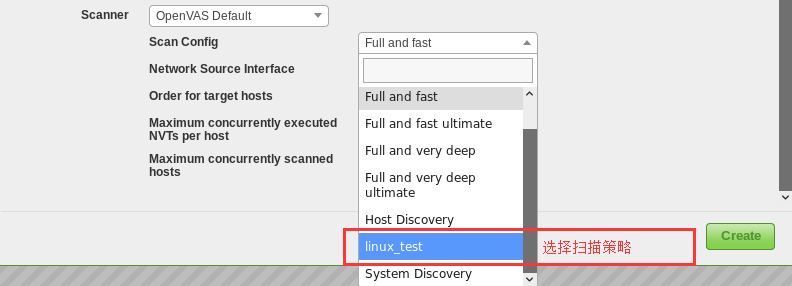 Scanner
OpenVAS Default
Scan Config
Full and fast
Network Source Interface
Order for target hosts
Full and fast
Maximum concurrently executed
NVTs per host
Full and fast ultimate
Full and very deep
Maximum concurrently scanned
hosts
Full and very deep
ultimate
Host Discovery
linux_test
选择扫描策略
Create
System Discovery